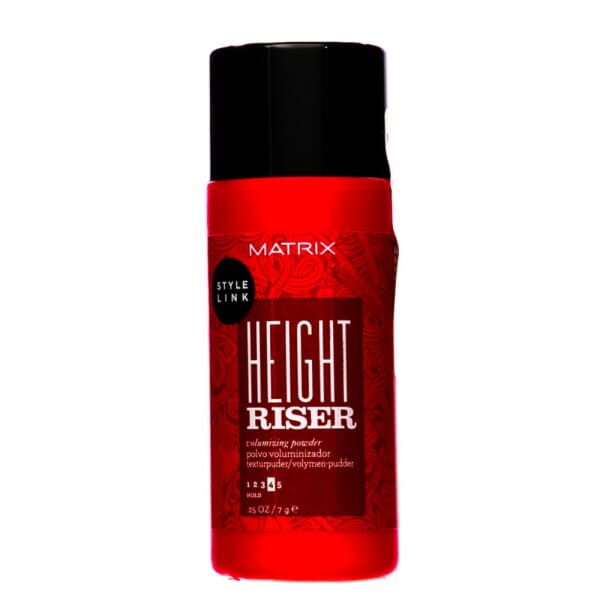 MATRIX
STYLE
LINK
HEIGHT
RISER
volumizing powder
polvo voluminizador
texturpuder/volymen-pudder
1 2 3 4 5
HOLD
.25 OZ / 7 g e